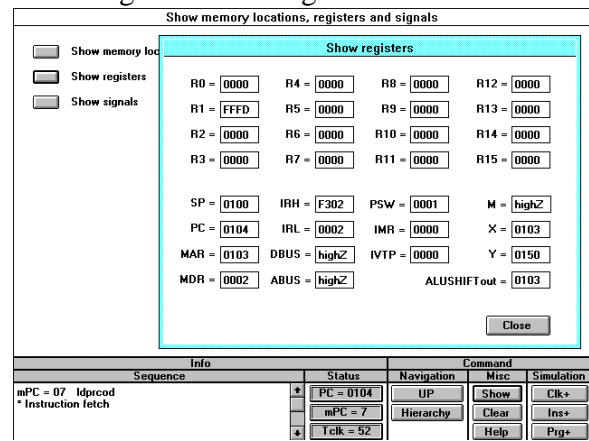 Show memory locations, registers and signals
Show memory loc
Show registers
Show signals
Show registers
R0 = 0000 R4 = 0000 R8 = 0000 R12 = 0000
R1 = FFFD R5 = 0000 R9 = 0000 R13 = 0000
R2 = 0000 R6 = 0000 R10 = 0000 R14 = 0000
R3 = 0000 R7 = 0000 R11 = 0000 R15 = 0000
SP = 0100 IRH = F302 PSW = 0001 M = highZ
PC = 0104 IRL = 0002 IMR = 0000 X = 0103
MAR = 0103 DBUS = highZ IVTP = 0000 Y = 0150
MDR = 0002 ABUS = highZ ALUSHIFTout = 0103
Close
Info Command
Sequence Status Navigation Misc Simulation
mPC = 07 ldprcod PC = 0104 UP Show Clk+
* Instruction fetch mPC = 7 Hierarchy Clear Ins+
Tclk = 52 Help Prg+